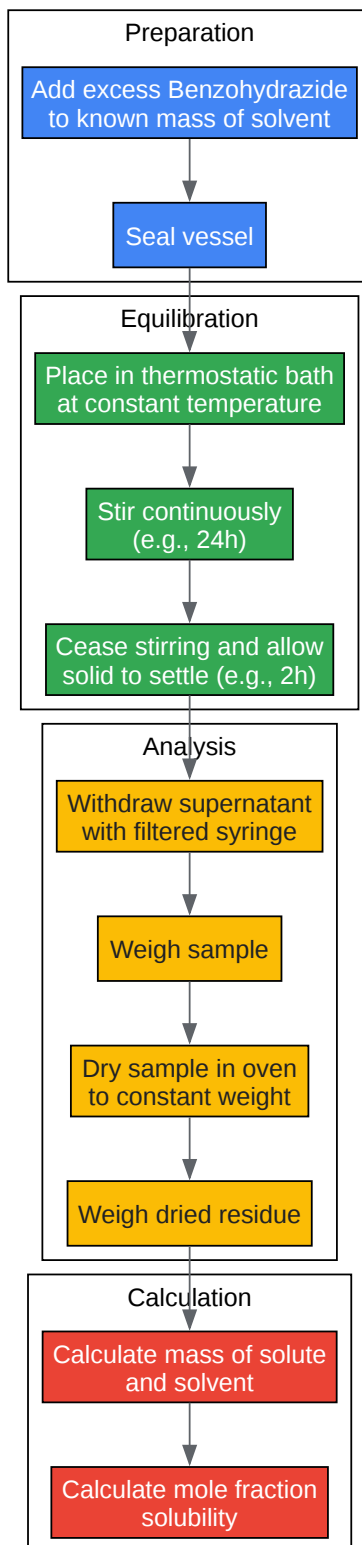 Preparation
Add excess Benzohydrazide
to known mass of solvent
Seal vessel
Equilibration
Place in thermostatic bath
at constant temperature
Stir continuously
(e.g., 24h)
Cease stirring and allow
solid to settle (e.g., 2h)
Analysis
Withdraw supernatant
with filtered syringe
Weigh sample
Dry sample in oven
to constant weight
Weigh dried residue
Calculation
Calculate mass of solute
and solvent
Calculate mole fraction
solubility